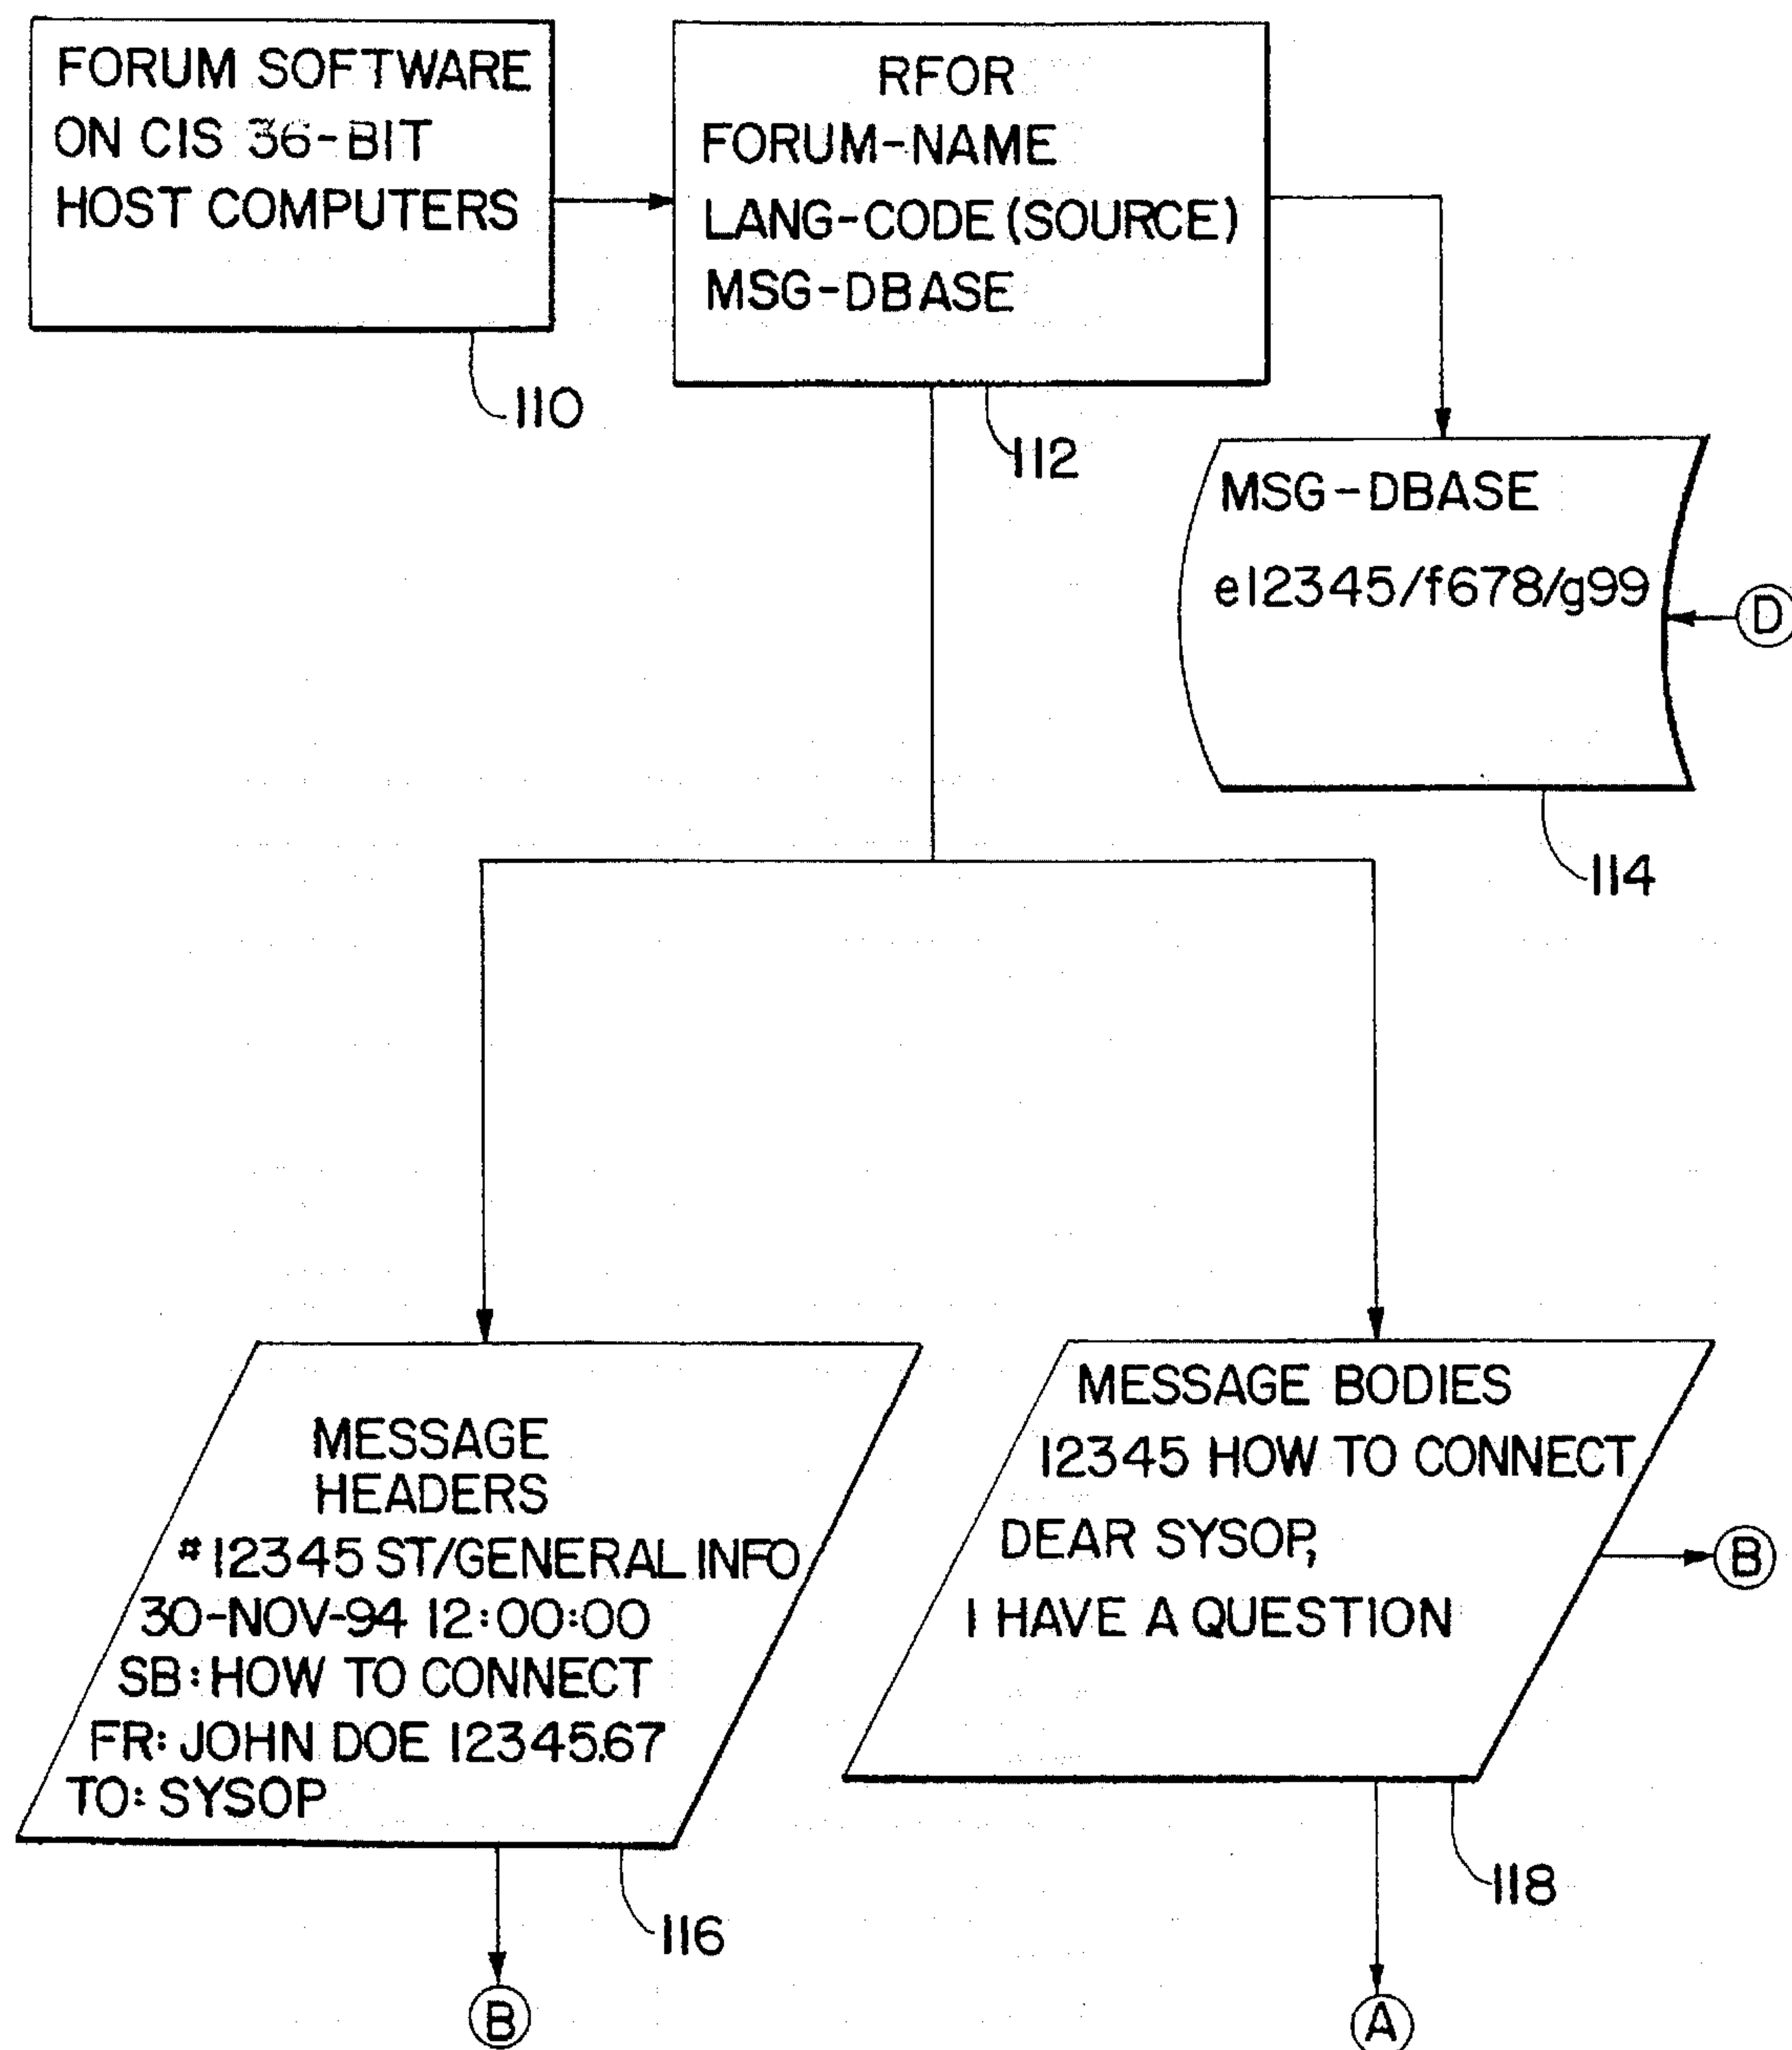 FORUM SOFTWARE
ON CIS 36-BIT
HOST COMPUTERS
110
RFOR
FORUM-NAME
LANG-CODE (SOURCE)
MSG-DBASE
112
MSG-DBASE
e12345/f678/g99
D
114
MESSAGE
HEADERS
#12345 ST/GENERAL INFO
30-NOV-94 12:00:00
SB: HOW TO CONNECT
FR: JOHN DOE 12345.67
TO: SYSOP
116
B
MESSAGE BODIES
12345 HOW TO CONNECT
DEAR SYSOP,
I HAVE A QUESTION
B
118
A